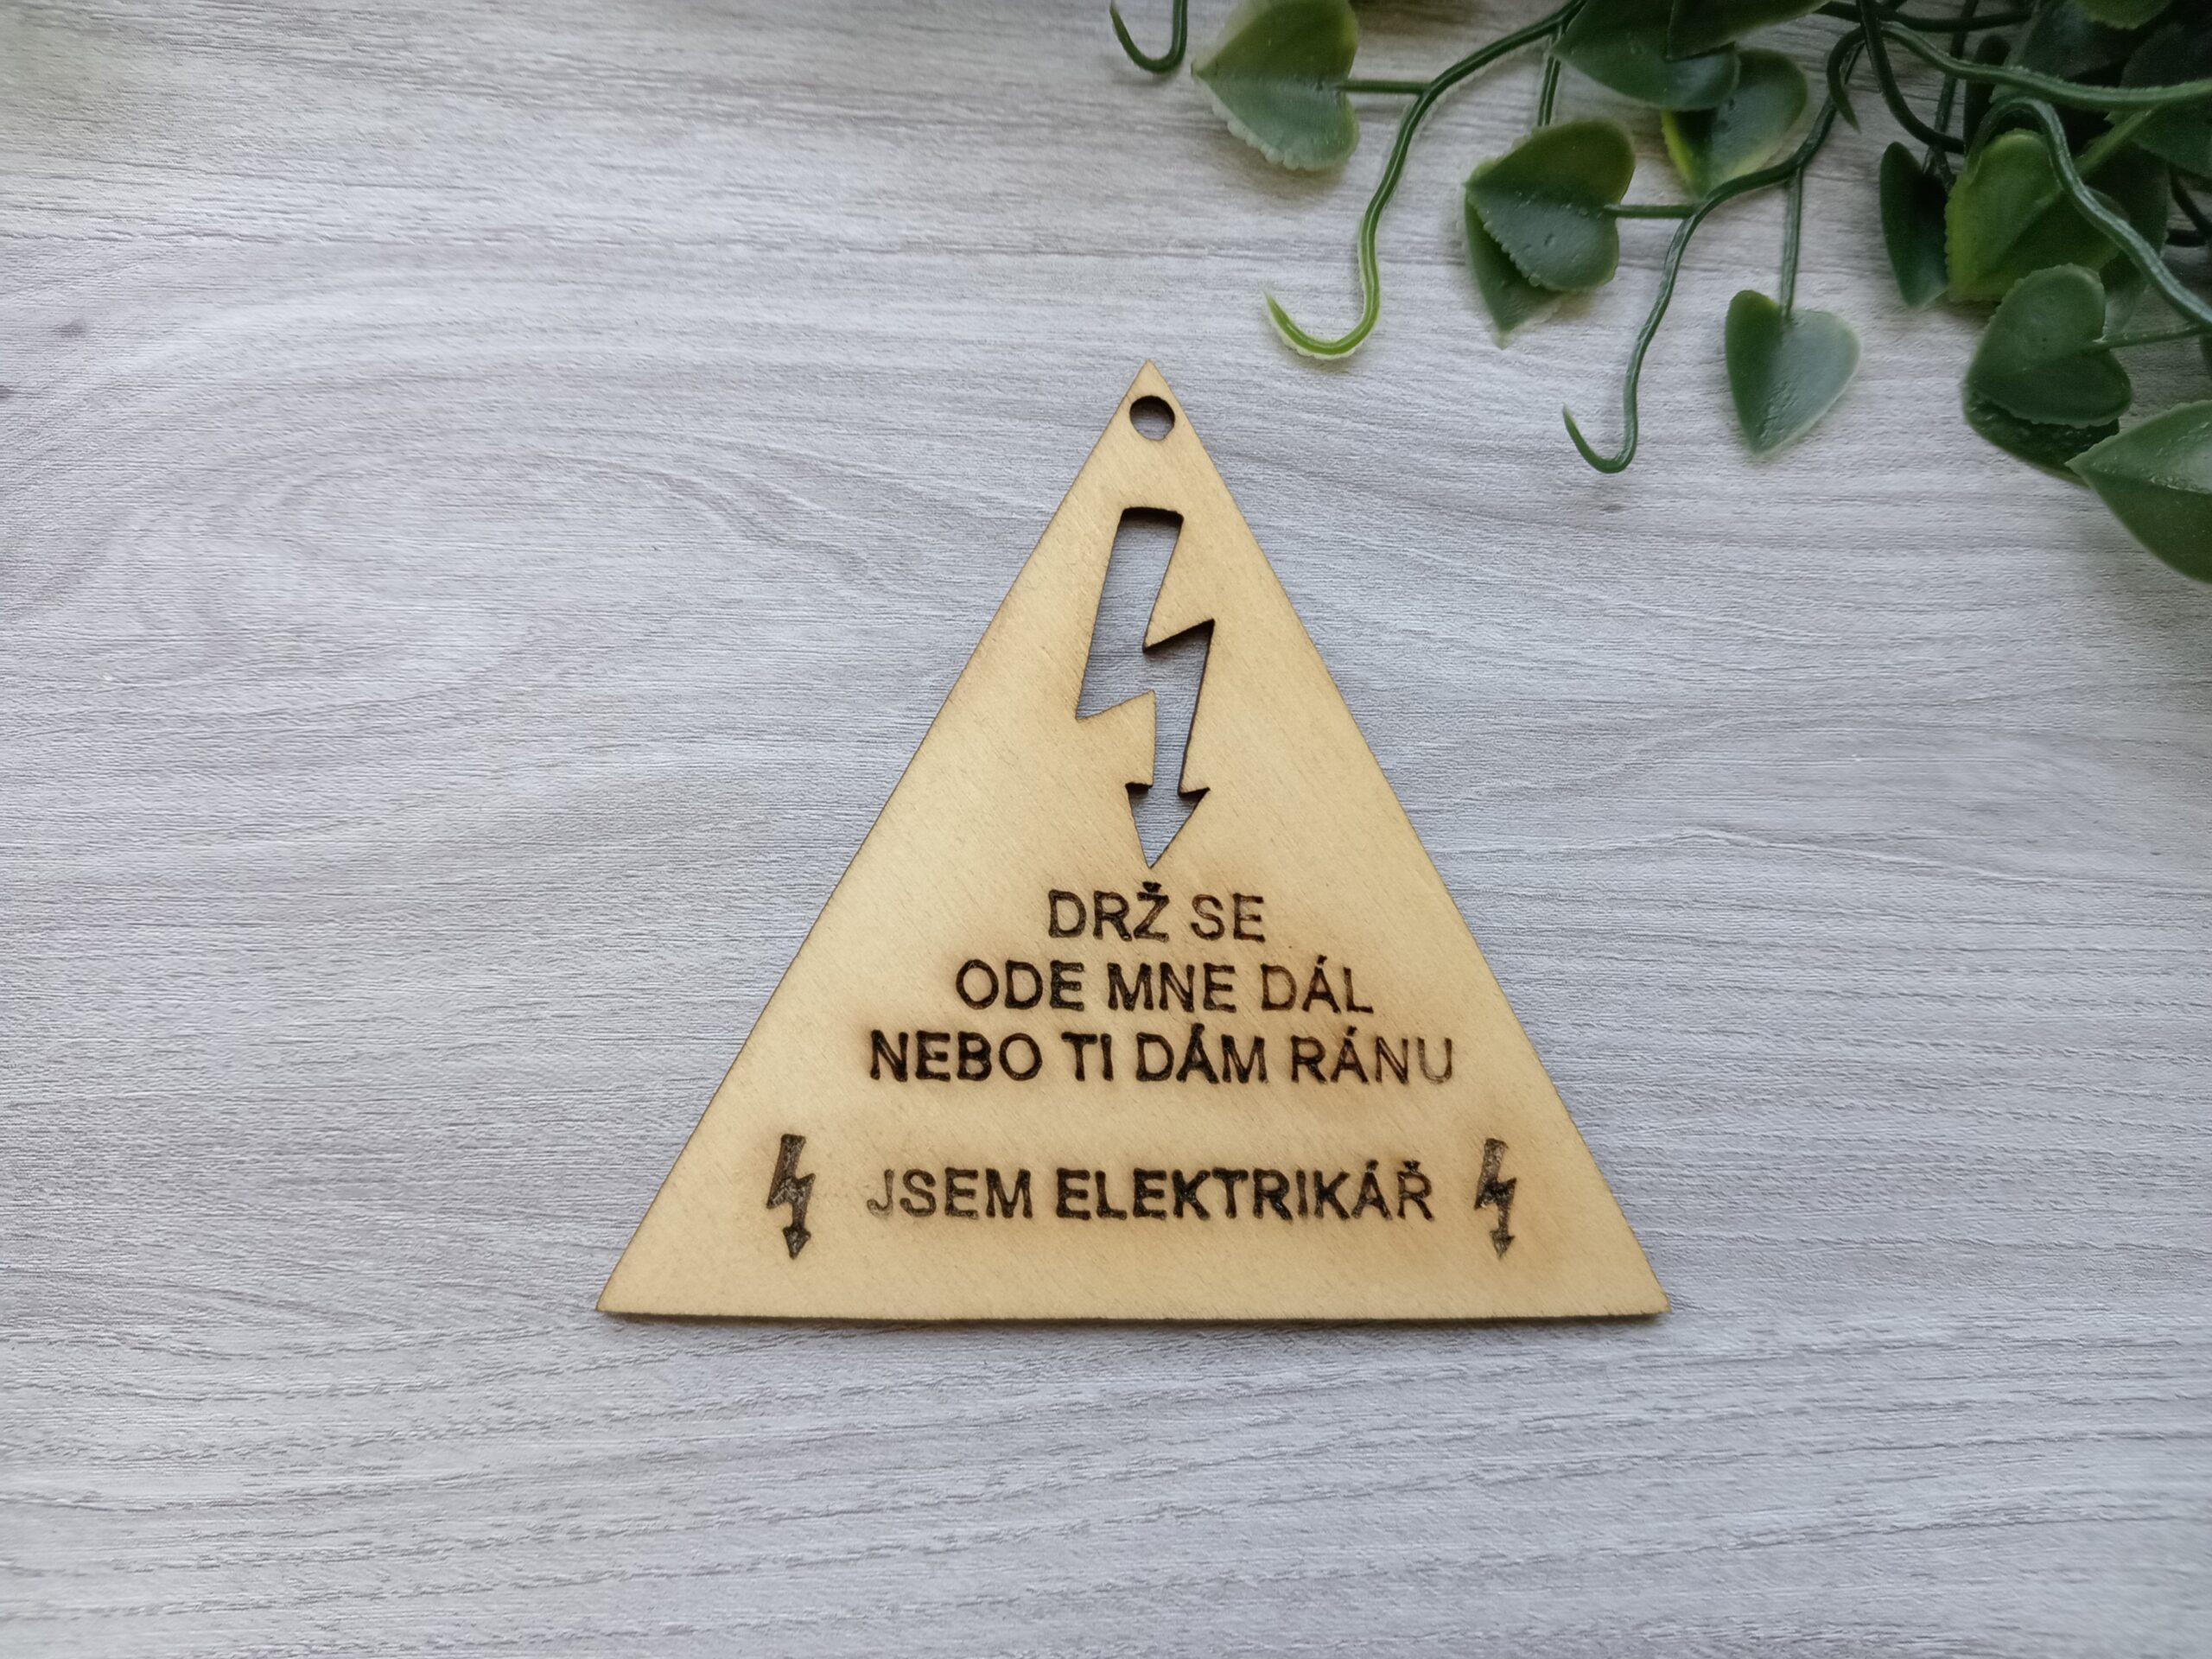 DRŽ SE
ODE MNE DÁL
NEBO TI DÁM RÁNU
JSEM ELEKTRIKÁŘ